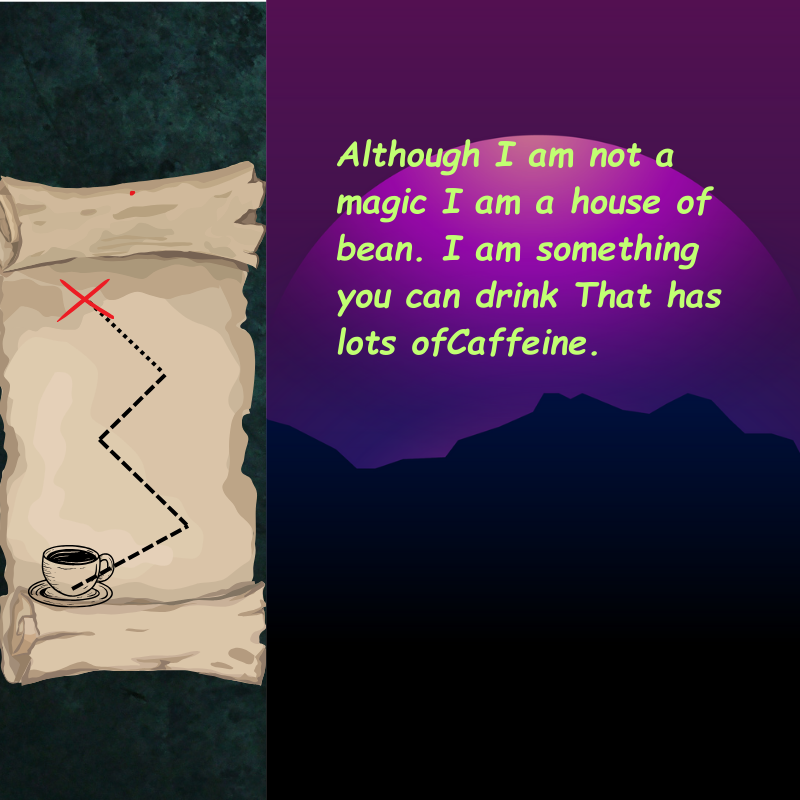 Although I am not a
magic I am a house of
bean. I am something
you can drink That has
lots ofCaffeine.